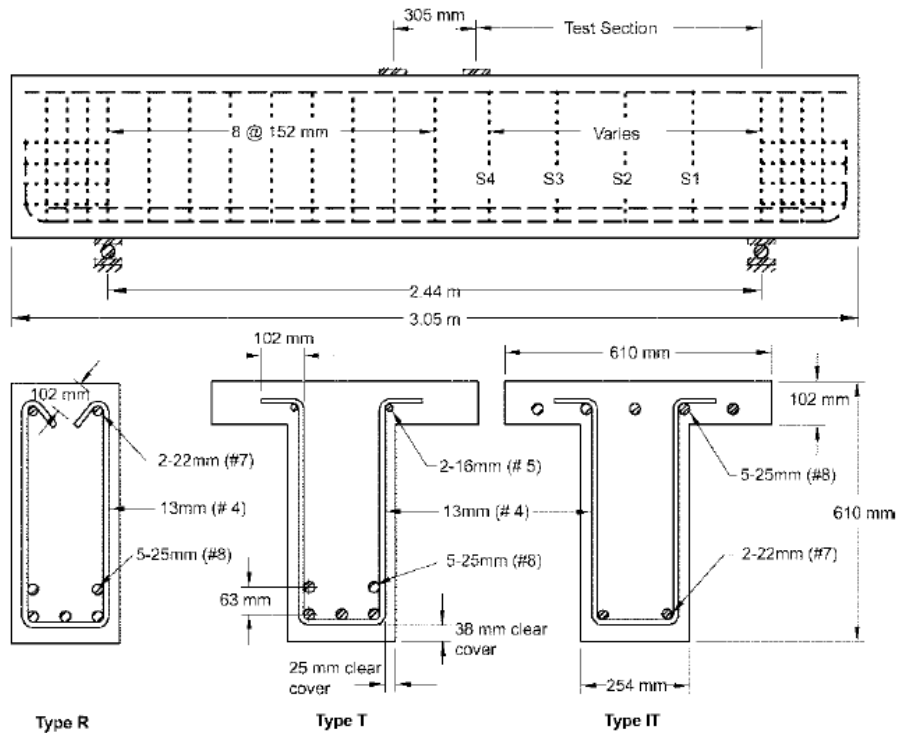 305 mm
Test Section
8 @ 152 mm
Varies
S4
S3
S2
S1
2.44 m
3.05 m
102 mm
610 mm
102 mm
102 mm
2-22mm (#7)
2-16mm (# 5)
5-25mm (#8)
13mm (# 4)
13mm (# 4)
610 mm
5-25mm (#8)
5-25mm (#8)
2-22mm (#7)
63 mm
38 mm clear
cover
25 mm clear
cover
254 mm
Type R
Type T
Type IT